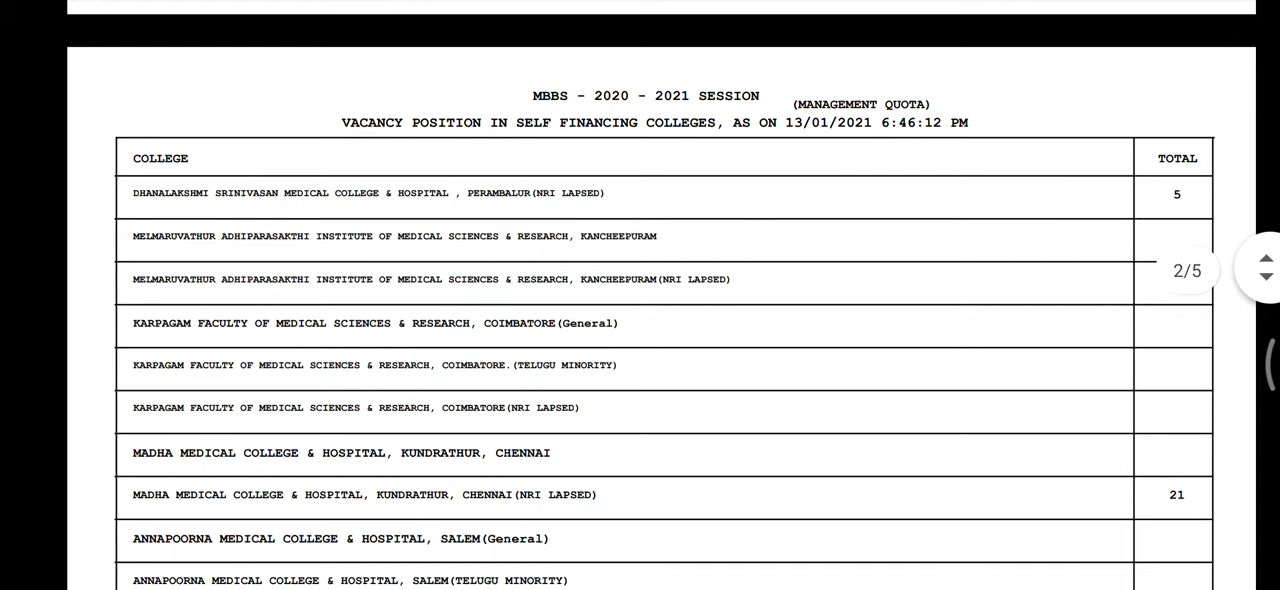 MBBS - 2020 - 2021 SESSION
(MANAGEMENT QUOTA)
VACANCY POSITION IN SELF FINANCING COLLEGES, AS ON 13/01/2021 6:46:12 PM
COLLEGE TOTAL
DHANALAKSHMI SRINIVASAN MEDICAL COLLEGE & HOSPITAL , PERAMBALUR(NRI LAPSED) 5
MELMARUVATHUR ADHIPARASAKTHI INSTITUTE OF MEDICAL SCIENCES & RESEARCH, KANCHEEPURAM
2/5
MELMARUVATHUR ADHIPARASAKTHI INSTITUTE OF MEDICAL SCIENCES & RESEARCH, KANCHEEPURAM(NRI LAPSED)
KARPAGAM FACULTY OF MEDICAL SCIENCES & RESEARCH, COIMBATORE(General)
KARPAGAM FACULTY OF MEDICAL SCIENCES & RESEARCH, COIMBATORE.(TELUGU MINORITY)
KARPAGAM FACULTY OF MEDICAL SCIENCES & RESEARCH, COIMBATORE(NRI LAPSED)
MADHA MEDICAL COLLEGE & HOSPITAL, KUNDRATHUR, CHENNAI
MADHA MEDICAL COLLEGE & HOSPITAL, KUNDRATHUR, CHENNAI(NRI LAPSED) 21
ANNAPOORNA MEDICAL COLLEGE & HOSPITAL, SALEM(General)
ANNAPOORNA MEDICAL COLLEGE & HOSPITAL, SALEM(TELUGU MINORITY)